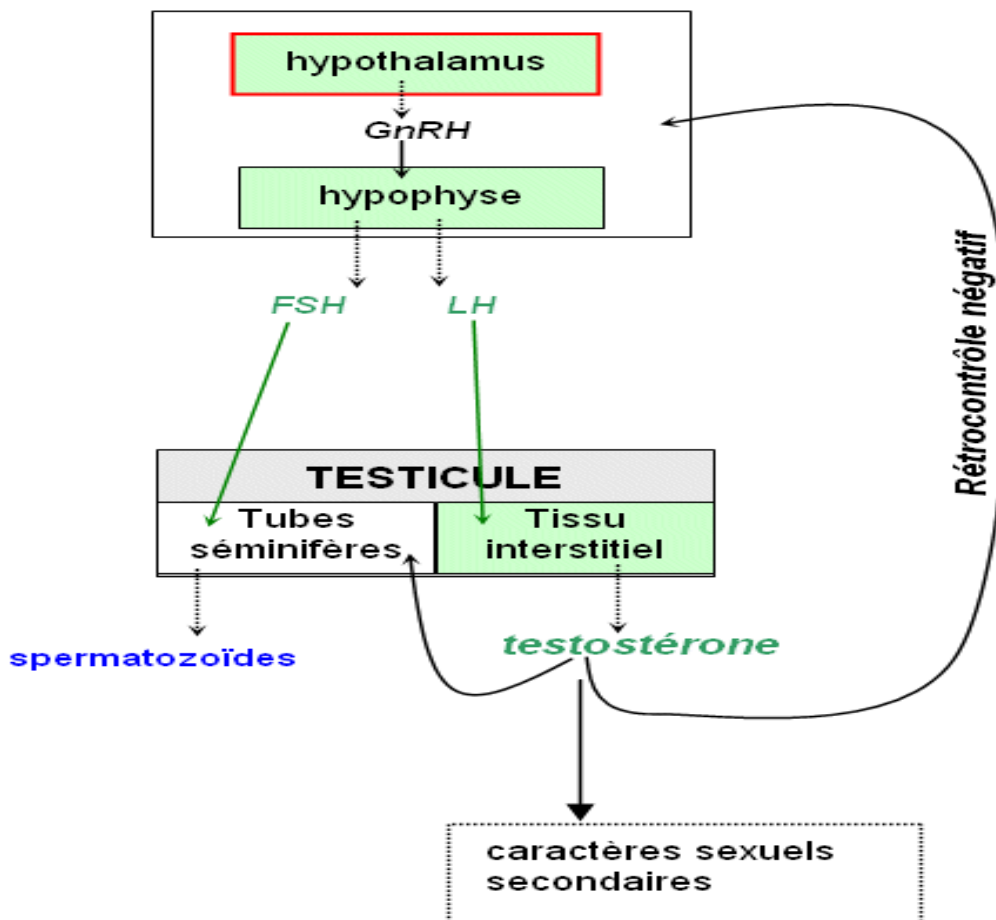 hypothalamus
GnRH
hypophyse
FSH LH
Rétrocontrôle négatif
TESTICULE
Tubes
séminifères
Tissu
interstitiel
spermatozoïdes
testostérone
caractères sexuels
secondaires